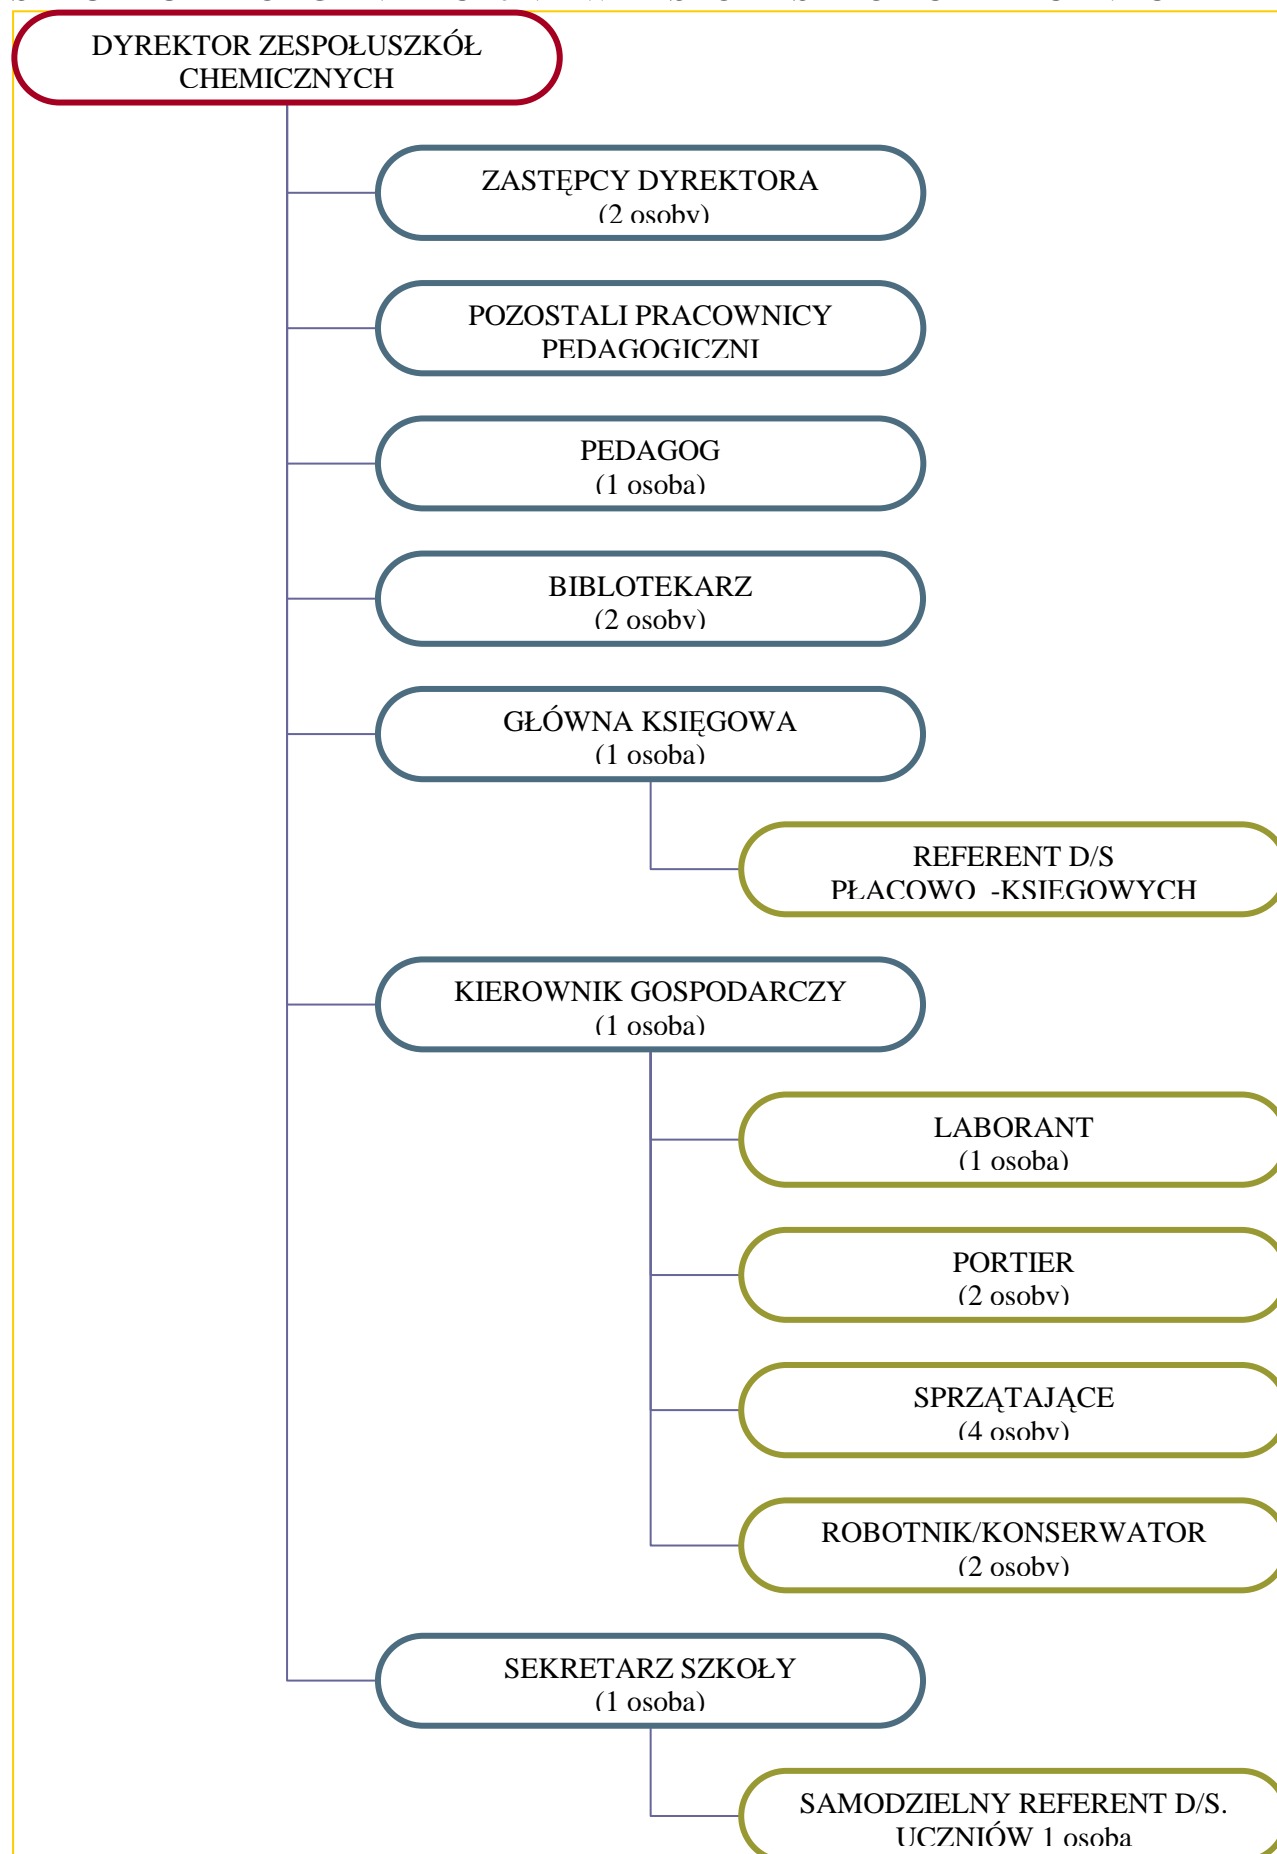 DYREKTOR ZESPOŁUSZKÓŁ
CHEMICZNYCH
ZASTĘPCY DYREKTORA
(2 osoby)
POZOSTALI PRACOWNICY
PEDAGOGICZNI
PEDAGOG
(1 osoba)
BIBLOTEKARZ
(2 osoby)
GŁÓWNA KSIĘGOWA
(1 osoba)
REFERENT D/S
PŁACOWO -KSIĘGOWYCH
KIEROWNIK GOSPODARCZY
(1 osoba)
LABORANT
(1 osoba)
PORTIER
(2 osoby)
SPRZĄTAJĄCE
(4 osoby)
ROBOTNIK/KONSERWATOR
(2 osoby)
SEKRETARZ SZKOŁY
(1 osoba)
SAMODZIELNY REFERENT D/S.
UCZNIÓW 1 osoba